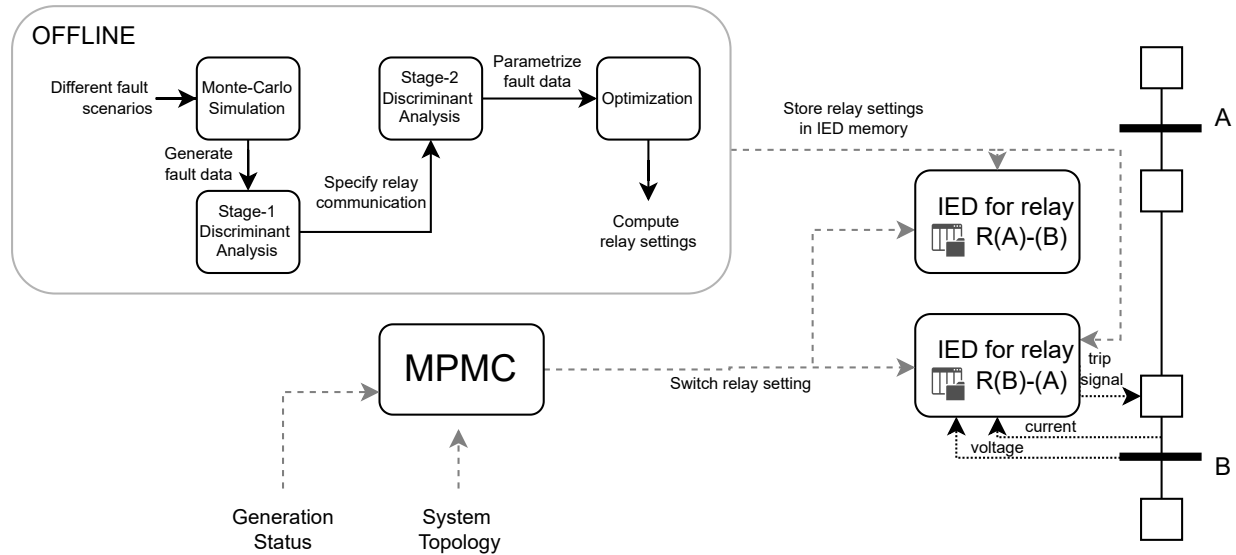 OFFLINE
Different fault
scenarios
Monte-Carlo
Simulation
Generate
fault data
Stage-1
Discriminant
Analysis
Specify relay
communication
Stage-2
Discriminant
Analysis
Parametrize
fault data
Optimization
Compute
relay settings
Store relay settings
in IED memory
A
IED for relay
R(A)-(B)
MPMC
Switch relay setting
IED for relay
R(B)-(A)
trip
signal
current
voltage
B
Generation
Status
System
Topology